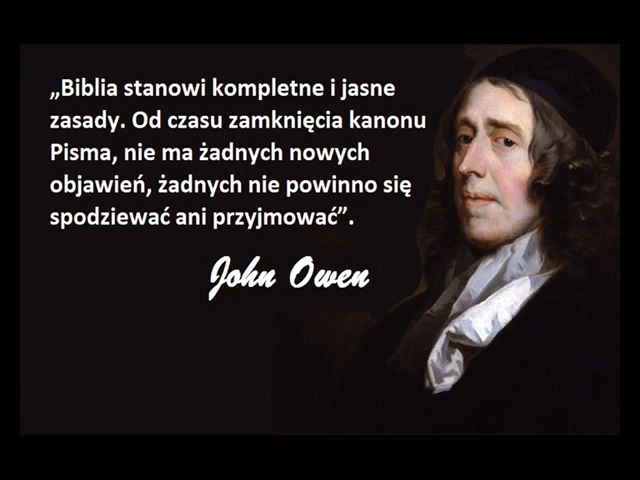 „Biblia stanowi kompletne i jasne
zasady. Od czasu zamknięcia kanonu
Pisma, nie ma żadnych nowych
objawień, żadnych nie powinno się
spodziewać ani przyjmować”.
John Owen